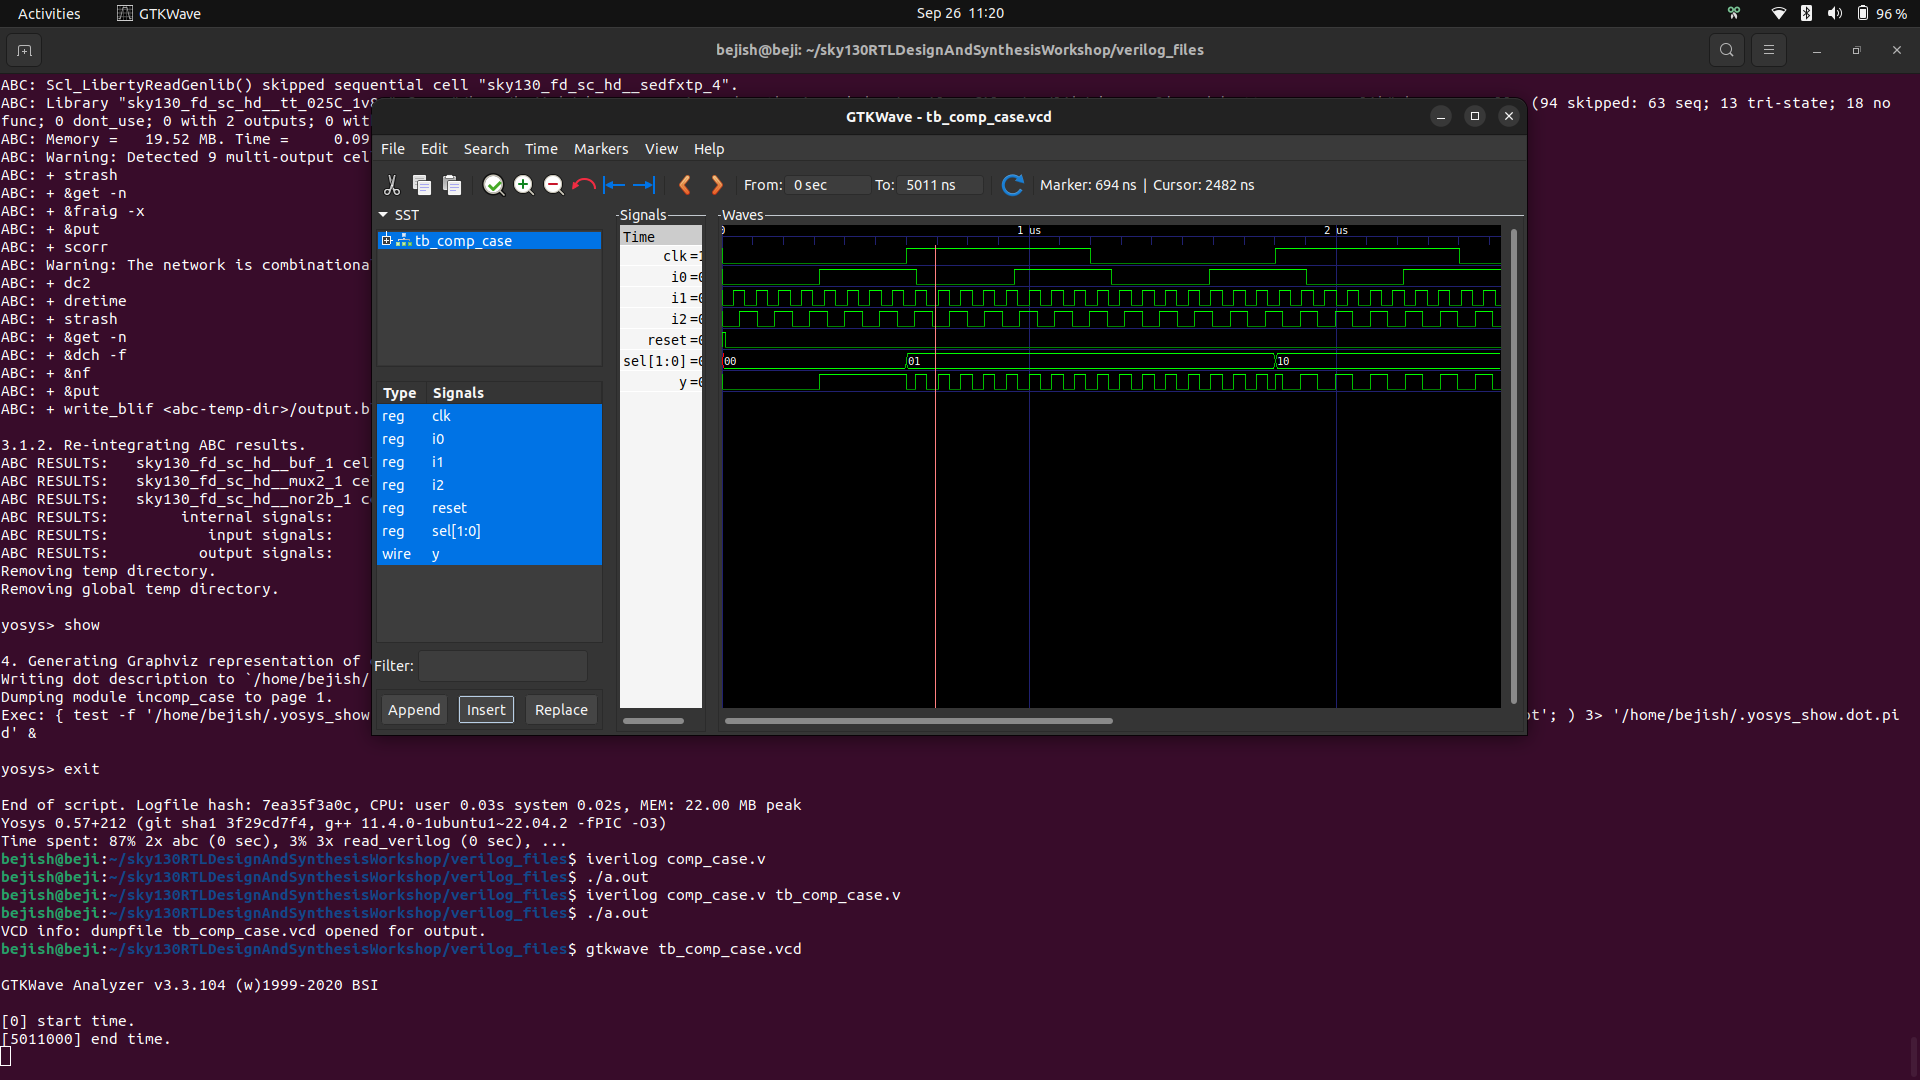 Activities
GTKWave
Sep 26 11:20
96 %
bejish@beji: ~/sky130RTLDesignAndSynthesisWorkshop/verilog_files
ABC: Scl_LibertyReadGenlib() skipped sequential cell "sky130_fd_sc_hd__sedfxtp_4".
ABC: Library "sky130_fd_sc_hd__tt_025C_1v8
(94 skipped: 63 seq; 13 tri-state; 18 no
func; 0 dont_use; 0 with 2 outputs; 0 wit
ABC: Memory =   19.52 MB. Time =     0.09
ABC: Warning: Detected 9 multi-output cel
ABC: + strash
ABC: + &get -n
ABC: + &fraig -x
ABC: + &put
ABC: + scorr
ABC: Warning: The network is combinationa
ABC: + dc2
ABC: + dretime
ABC: + strash
ABC: + &get -n
ABC: + &dch -f
ABC: + &nf
ABC: + &put
ABC: + write_blif <abc-temp-dir>/output.b
3.1.2. Re-integrating ABC results.
ABC RESULTS:   sky130_fd_sc_hd__buf_1 cel
ABC RESULTS:   sky130_fd_sc_hd__mux2_1 ce
ABC RESULTS:   sky130_fd_sc_hd__nor2b_1 c
ABC RESULTS:        internal signals:
ABC RESULTS:           input signals:
ABC RESULTS:          output signals:
Removing temp directory.
Removing global temp directory.
yosys> show
4. Generating Graphviz representation of
Writing dot description to `/home/bejish/
Dumping module incomp_case to page 1.
Exec: { test -f '/home/bejish/.yosys_show
ot'; ) 3> '/home/bejish/.yosys_show.dot.pi
d' &
yosys> exit
End of script. Logfile hash: 7ea35f3a0c, CPU: user 0.03s system 0.02s, MEM: 22.00 MB peak
Yosys 0.57+212 (git sha1 3f29cd7f4, g++ 11.4.0-1ubuntu1~22.04.2 -fPIC -O3)
Time spent: 87% 2x abc (0 sec), 3% 3x read_verilog (0 sec), ...
bejish@beji:~/sky130RTLDesignAndSynthesisWorkshop/verilog_files$ iverilog comp_case.v
bejish@beji:~/sky130RTLDesignAndSynthesisWorkshop/verilog_files$ ./a.out
bejish@beji:~/sky130RTLDesignAndSynthesisWorkshop/verilog_files$ iverilog comp_case.v tb_comp_case.v
bejish@beji:~/sky130RTLDesignAndSynthesisWorkshop/verilog_files$ ./a.out
VCD info: dumpfile tb_comp_case.vcd opened for output.
bejish@beji:~/sky130RTLDesignAndSynthesisWorkshop/verilog_files$ gtkwave tb_comp_case.vcd
GTKWave Analyzer v3.3.104 (w)1999-2020 BSI
[0] start time.
[5011000] end time.
GTKWave - tb_comp_case.vcd
File Edit Search Time Markers View Help
From: 0 sec To: 5011 ns Marker: 694 ns | Cursor: 2482 ns
SST
tb_comp_case
Type Signals
reg clk
reg i0
reg i1
reg i2
reg reset
reg sel[1:0]
wire y
Filter:
Append Insert Replace
Signals
Time
clk =1
i0 =0
i1 =0
i2 =0
reset =0
sel[1:0] =0
y =0
Waves
0 1 us 2 us
00 01 10